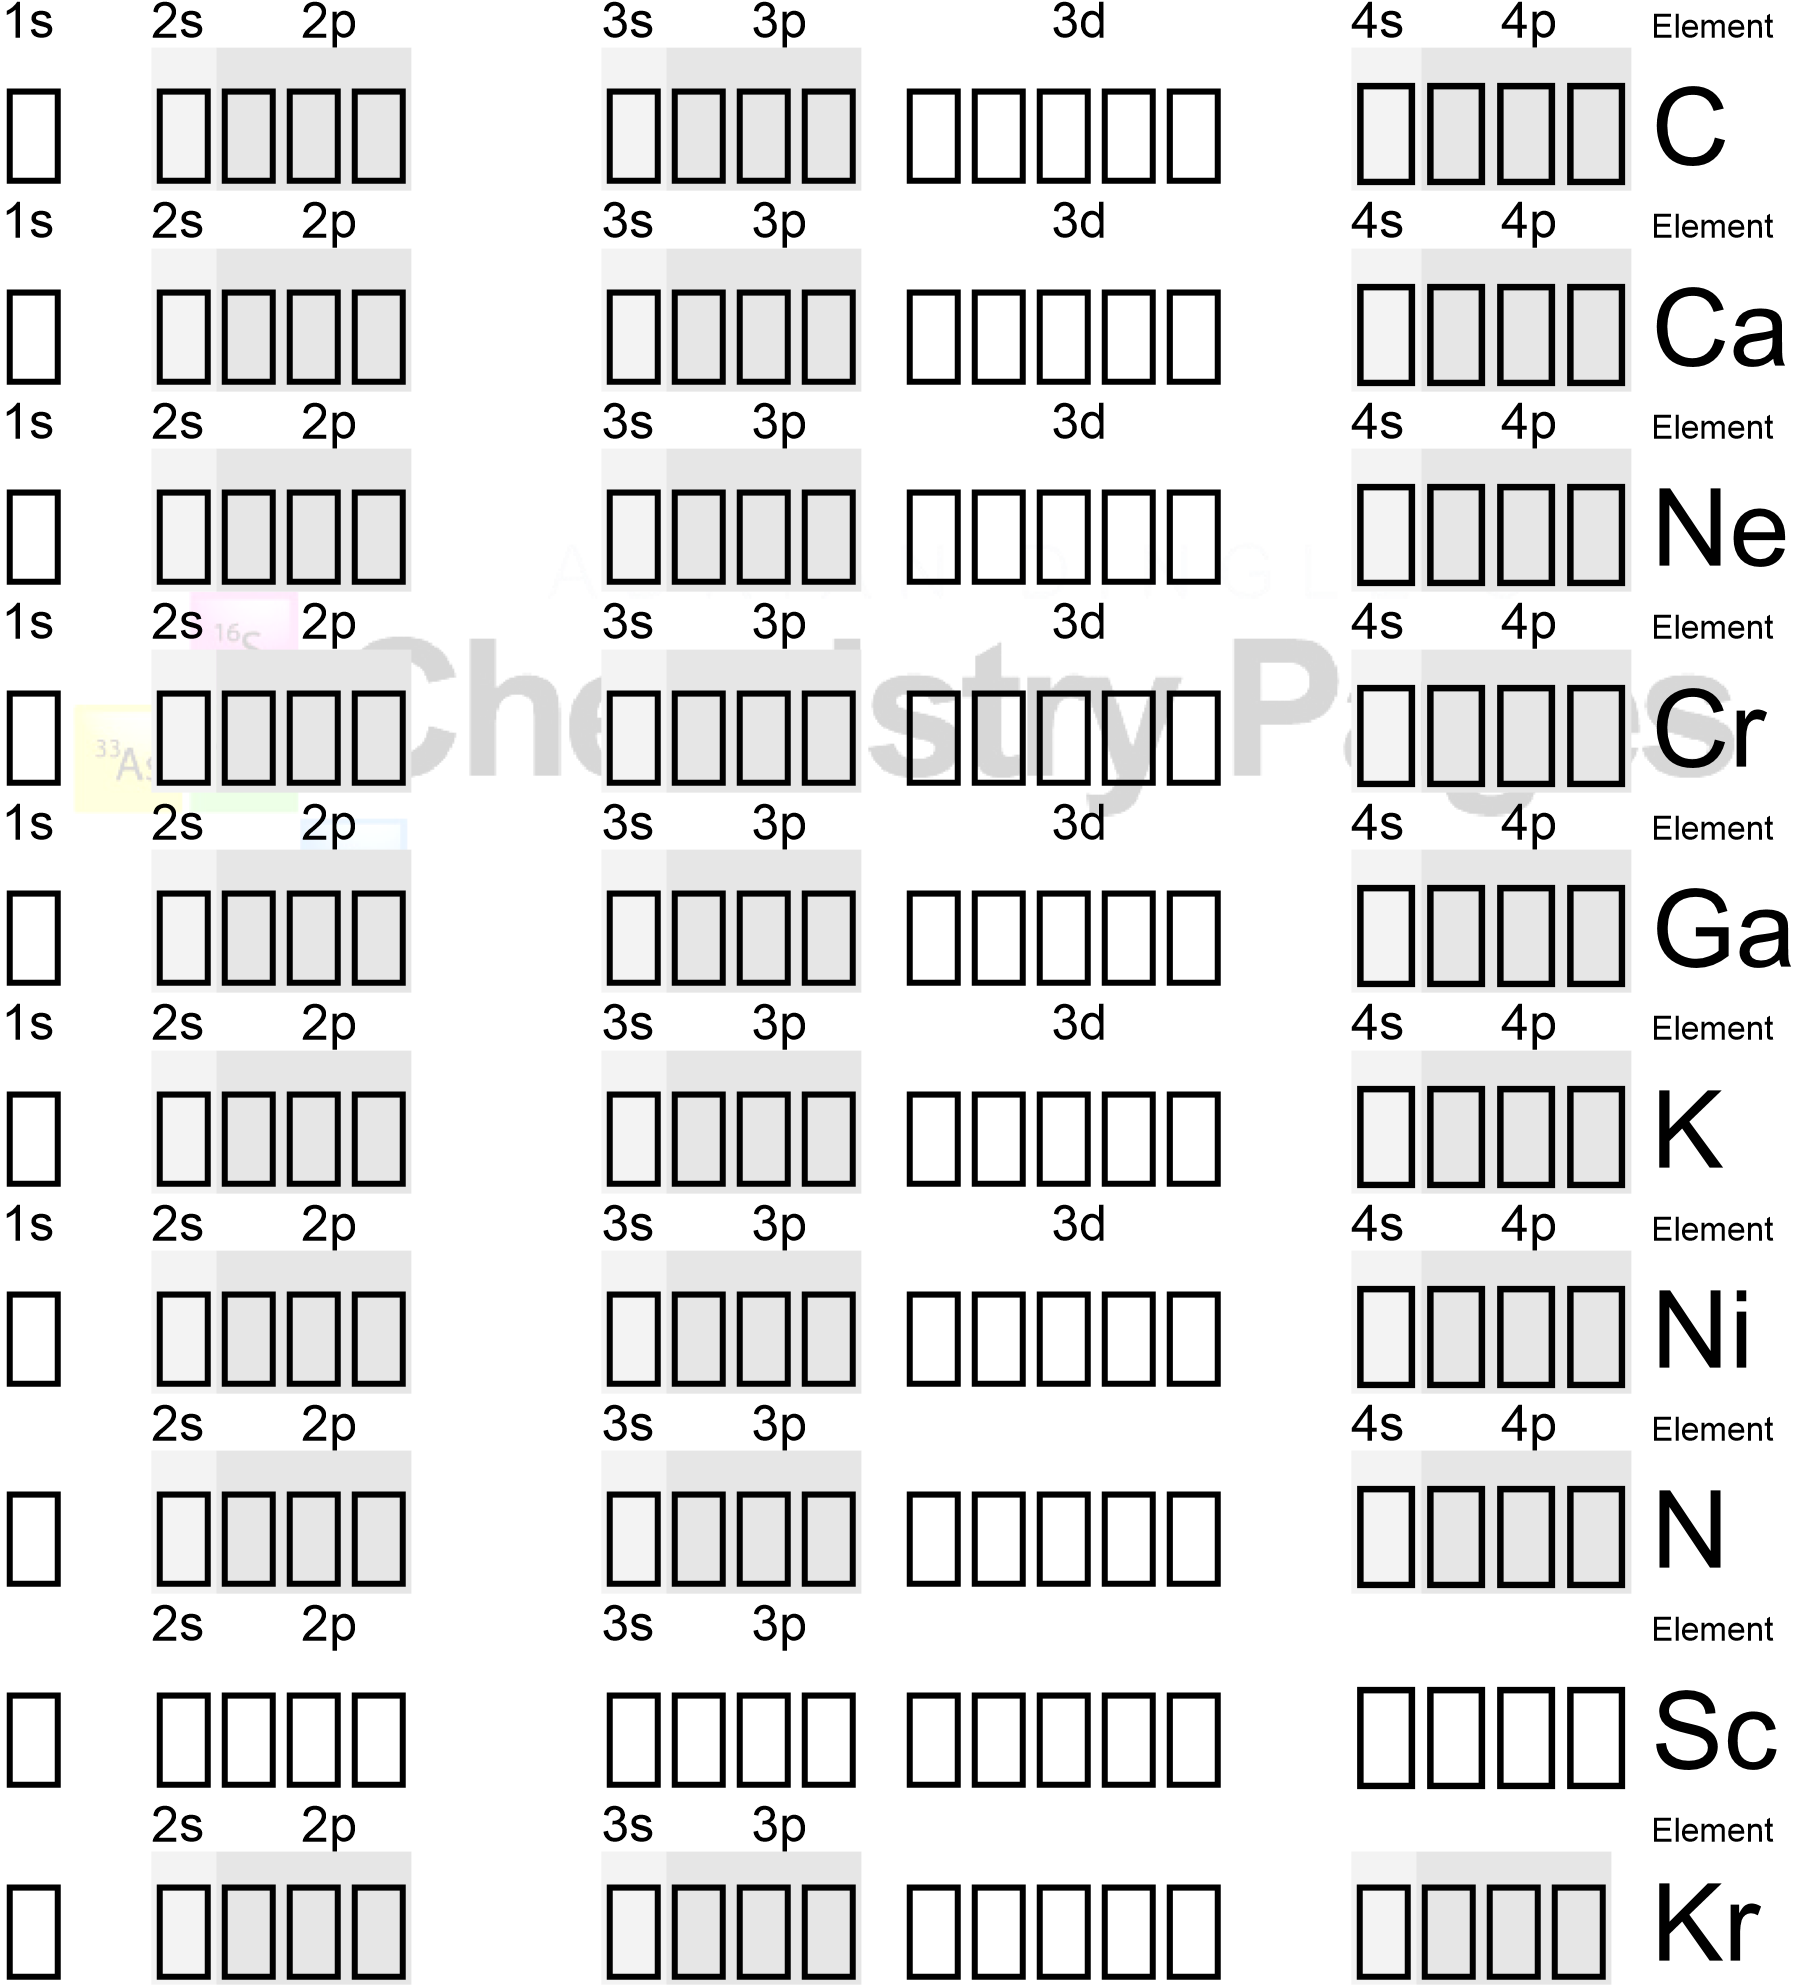 1s 2s 2p 3s 3p 3d 4s 4p Element
C
1s 2s 2p 3s 3p 3d 4s 4p Element
Ca
1s 2s 2p 3s 3p 3d 4s 4p Element
Ne
1s 2s 2p 3s 3p 3d 4s 4p Element
16S
Chemistry Pages
Cr
33As
1s 2s 2p 3s 3p 3d 4s 4p Element
Ga
1s 2s 2p 3s 3p 3d 4s 4p Element
K
1s 2s 2p 3s 3p 3d 4s 4p Element
Ni
2s 2p 3s 3p 4s 4p Element
N
2s 2p 3s 3p Element
Sc
2s 2p 3s 3p Element
Kr